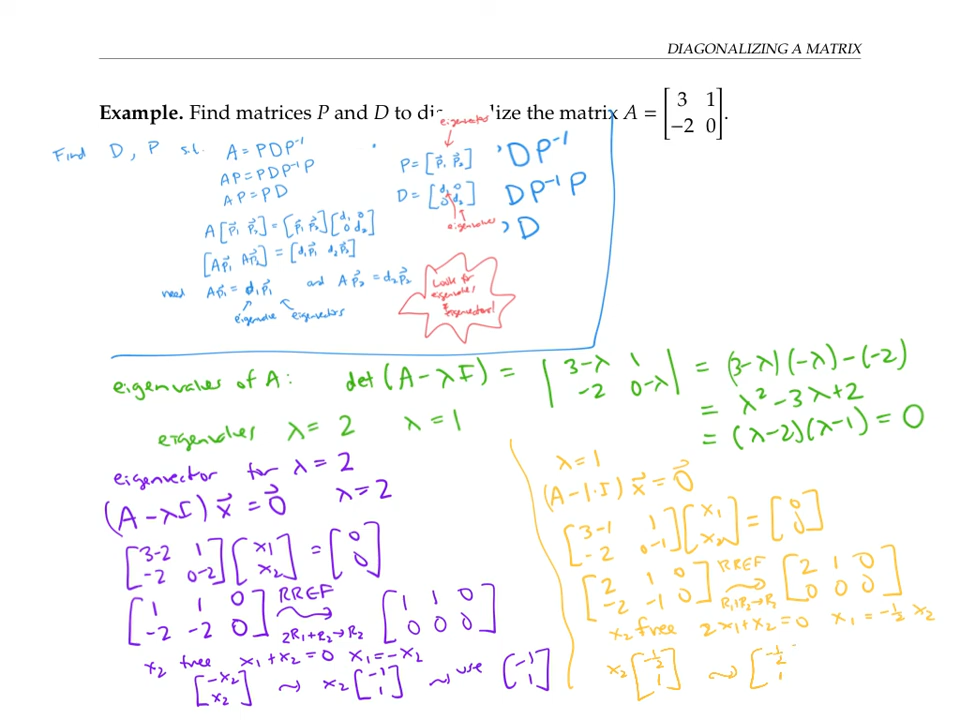 DIAGONALIZING A MATRIX
Example. Find matrices P and D to di ize the matrix A = [3 1; −2 0].
Find D, P s.t. A = PDP⁻¹
AP = PDP⁻¹P
AP = PD
A[p⃗₁ p⃗₂] = [p⃗₁ p⃗₂][d₁ 0; 0 d₂]
[Ap⃗₁ Ap⃗₂] = [d₁p⃗₁ d₂p⃗₂]
need Ap⃗₁ = d₁p⃗₁ and Ap⃗₂ = d₂p⃗₂
eigenvalue eigenvectors
eigenvectors
P = [p⃗₁ p⃗₂]
D = [d₁ 0; 0 d₂]
eigenvalues
DP⁻¹
DP⁻¹P
D
Look for
eigenvalues
& eigenvectors!
eigenvalues of A: det(A − λI) = |3−λ 1; −2 0−λ| = (3−λ)(−λ) − (−2)
= λ² − 3λ + 2
= (λ−2)(λ−1) = 0
eigenvalues λ = 2 λ = 1
eigenvector for λ = 2
(A − λI) x⃗ = 0⃗ λ = 2
[3−2 1; −2 0−2][x₁; x₂] = [0; 0]
[1 1 0; −2 −2 0] RREF 2R₁+R₂→R₂ [1 1 0; 0 0 0]
x₂ free x₁ + x₂ = 0 x₁ = −x₂
[−x₂; x₂] ⤳ x₂[−1; 1] ⤳ use [−1; 1]
λ = 1
(A − 1·I) x⃗ = 0⃗
[3−1 1; −2 0−1][x₁; x₂] = [0; 0]
[2 1 0; −2 −1 0] RREF R₁+R₂→R₂ [2 1 0; 0 0 0]
x₂ free 2x₁ + x₂ = 0 x₁ = −½ x₂
x₂[−½; 1] ⤳ [−½; 1